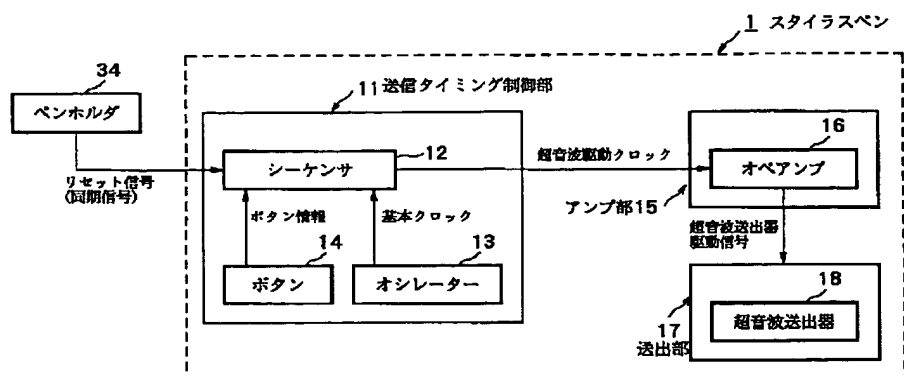 1 スタイラスペン
34
ペンホルダ
11 送信タイミング制御部
12
シーケンサ
リセット信号
(同期信号)
ボタン情報
基本クロック
14
ボタン
13
オシレーター
超音波駆動クロック
16
オペアンプ
アンプ部15
超音波送出器
駆動信号
18
超音波送出器
17
送出部